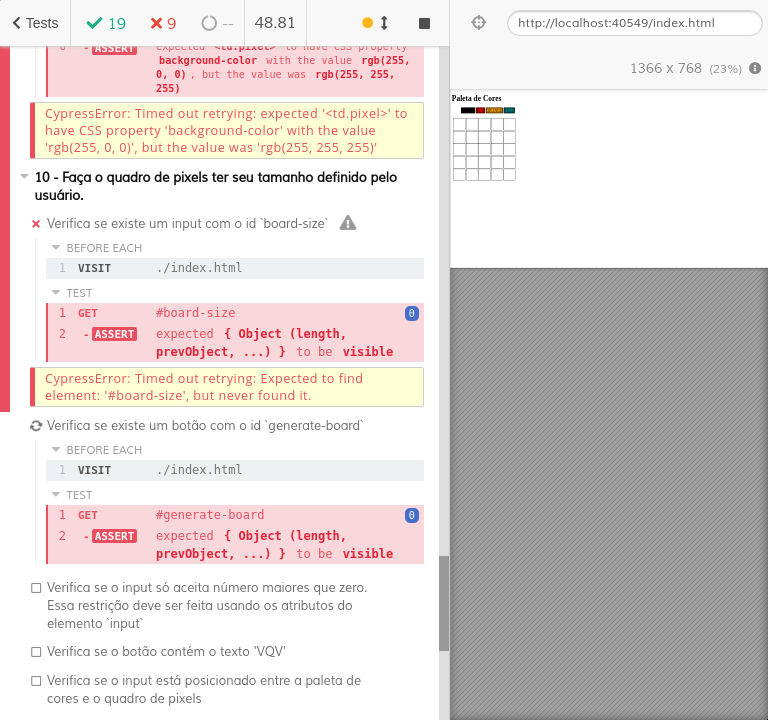 Tests 19 9 -- 48.81
http://localhost:40549/index.html
1366 x 768 (23%)
6 -ASSERT expected <td.pixel> to have CSS property
background-color with the value rgb(255,
0, 0), but the value was rgb(255, 255,
255)
CypressError: Timed out retrying: expected '<td.pixel>' to
have CSS property 'background-color' with the value
'rgb(255, 0, 0)', but the value was 'rgb(255, 255, 255)'
10 - Faça o quadro de pixels ter seu tamanho definido pelo
usuário.
Verifica se existe um input com o id `board-size`
BEFORE EACH
1 VISIT ./index.html
TEST
1 GET #board-size 0
2 -ASSERT expected { Object (length,
prevObject, ...) } to be visible
CypressError: Timed out retrying: Expected to find
element: '#board-size', but never found it.
Verifica se existe um botão com o id `generate-board`
BEFORE EACH
1 VISIT ./index.html
TEST
1 GET #generate-board 0
2 -ASSERT expected { Object (length,
prevObject, ...) } to be visible
Verifica se o input só aceita número maiores que zero.
Essa restrição deve ser feita usando os atributos do
elemento `input`
Verifica se o botão contém o texto 'VQV'
Verifica se o input está posicionado entre a paleta de
cores e o quadro de pixels
Paleta de Cores